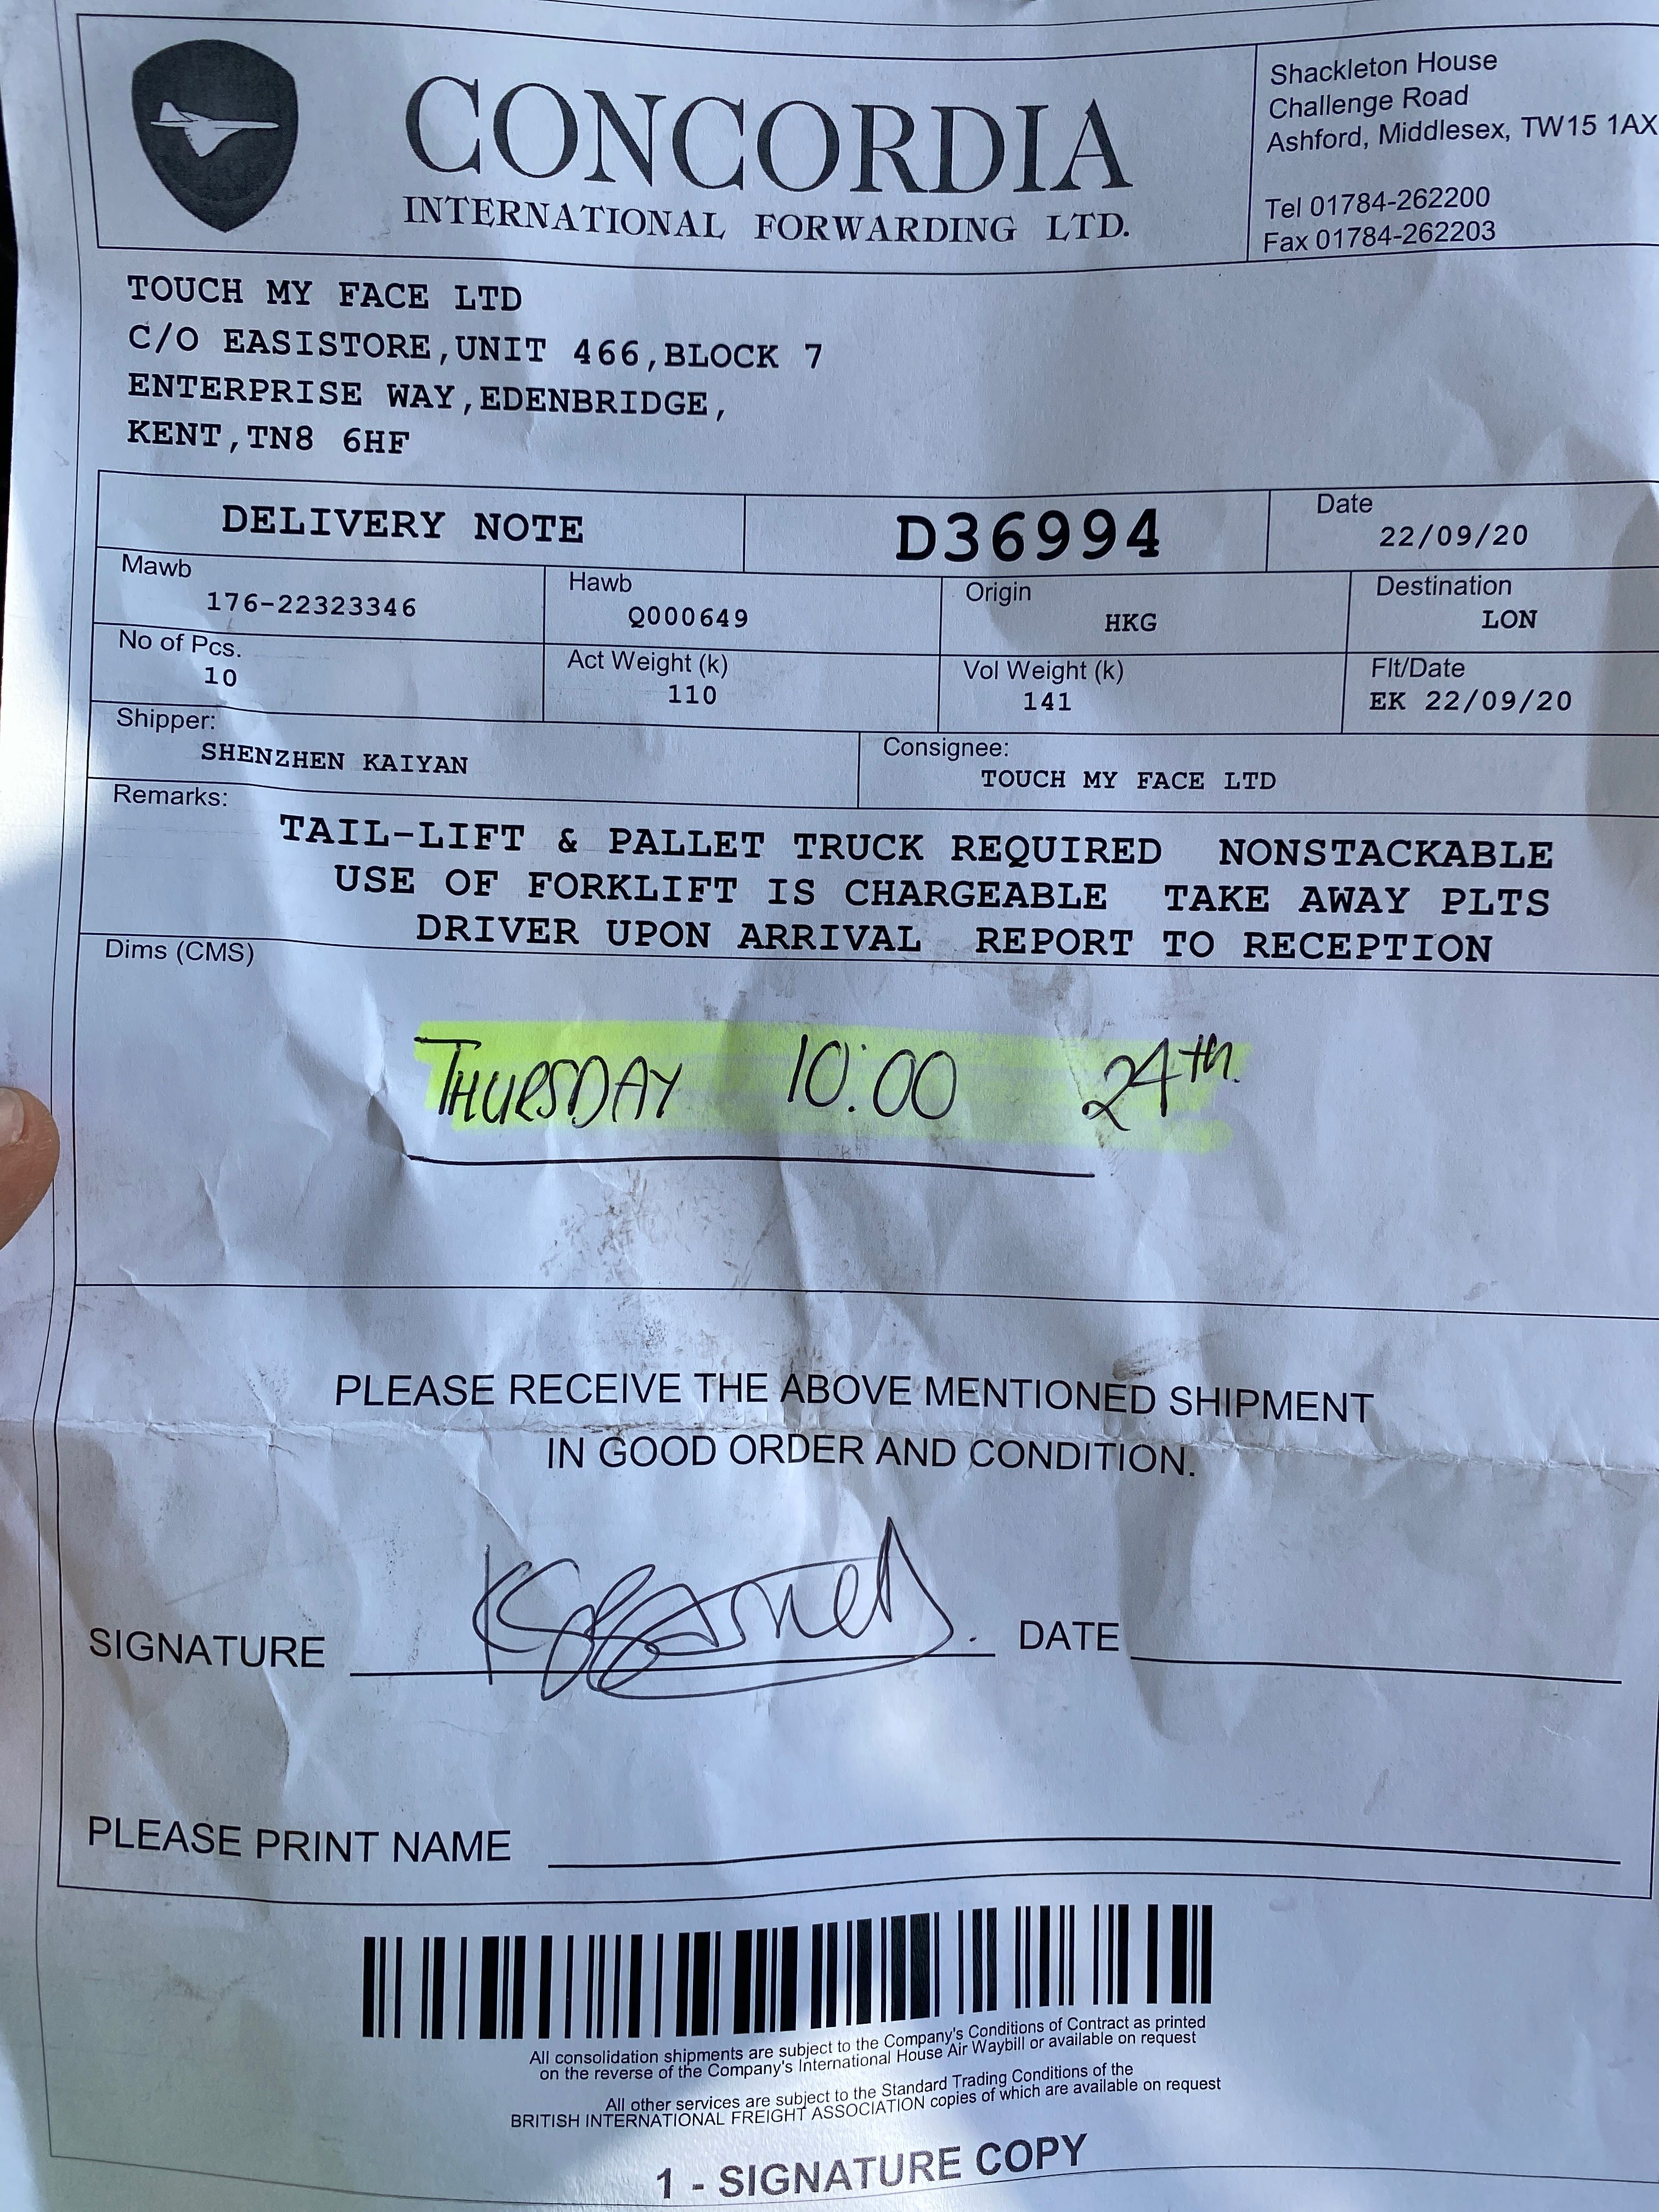 CONCORDIA
INTERNATIONAL FORWARDING LTD.
Shackleton House
Challenge Road
Ashford, Middlesex, TW15 1AX
Tel 01784-262200
Fax 01784-262203
TOUCH MY FACE LTD
C/O EASISTORE,UNIT 466,BLOCK 7
ENTERPRISE WAY,EDENBRIDGE,
KENT,TN8 6HF
DELIVERY NOTE
D36994
Date
22/09/20
Mawb
176-22323346
Hawb
Q000649
Origin
HKG
Destination
LON
No of Pcs.
10
Act Weight (k)
110
Vol Weight (k)
141
Flt/Date
EK 22/09/20
Shipper:
SHENZHEN KAIYAN
Consignee:
TOUCH MY FACE LTD
Remarks:
TAIL-LIFT & PALLET TRUCK REQUIRED NONSTACKABLE
USE OF FORKLIFT IS CHARGEABLE TAKE AWAY PLTS
DRIVER UPON ARRIVAL REPORT TO RECEPTION
Dims (CMS)
THURSDAY 10:00 24th.
PLEASE RECEIVE THE ABOVE MENTIONED SHIPMENT
IN GOOD ORDER AND CONDITION.
SIGNATURE
DATE
PLEASE PRINT NAME
All consolidation shipments are subject to the Company's Conditions of Contract as printed
on the reverse of the Company's International House Air Waybill or available on request
All other services are subject to the Standard Trading Conditions of the
BRITISH INTERNATIONAL FREIGHT ASSOCIATION copies of which are available on request
1 - SIGNATURE COPY